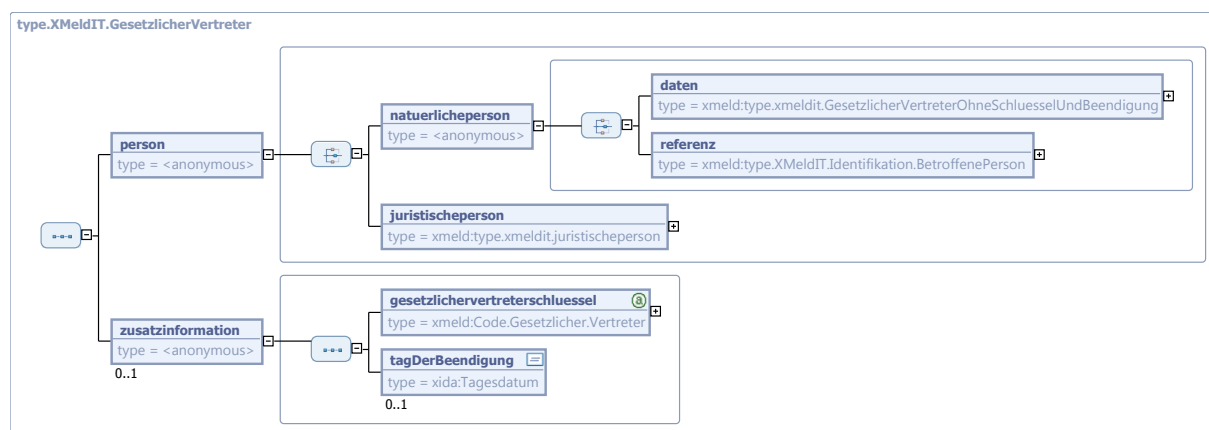 type.XMeldIT.GesetzlicherVertreter
person
type = <anonymous>
natuerlicheperson
type = <anonymous>
daten
type = xmeld:type.xmeldit.GesetzlicherVertreterOhneSchluesselUndBeendigung
referenz
type = xmeld:type.XMeldIT.Identifikation.BetroffenePerson
juristischeperson
type = xmeld:type.xmeldit.juristischeperson
zusatzinformation
type = <anonymous>
0..1
gesetzlichervertreterschluessel a
type = xmeld:Code.Gesetzlicher.Vertreter
tagDerBeendigung
type = xida:Tagesdatum
0..1